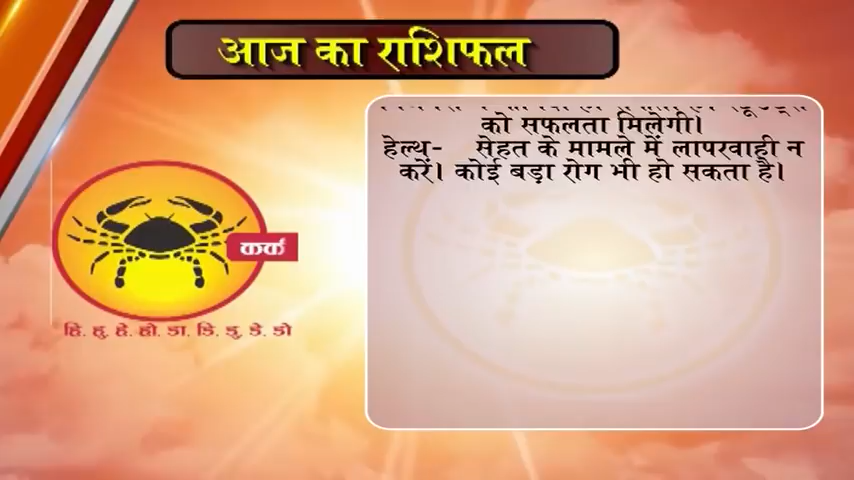 आज का राशिफल
को सफलता मिलेगी।
हेल्थ- सेहत के मामले में लापरवाही न
करें। कोई बड़ा रोग भी हो सकता है।
कर्क
हि. हु. हे. हो. डा. डि. डु. डे. डो